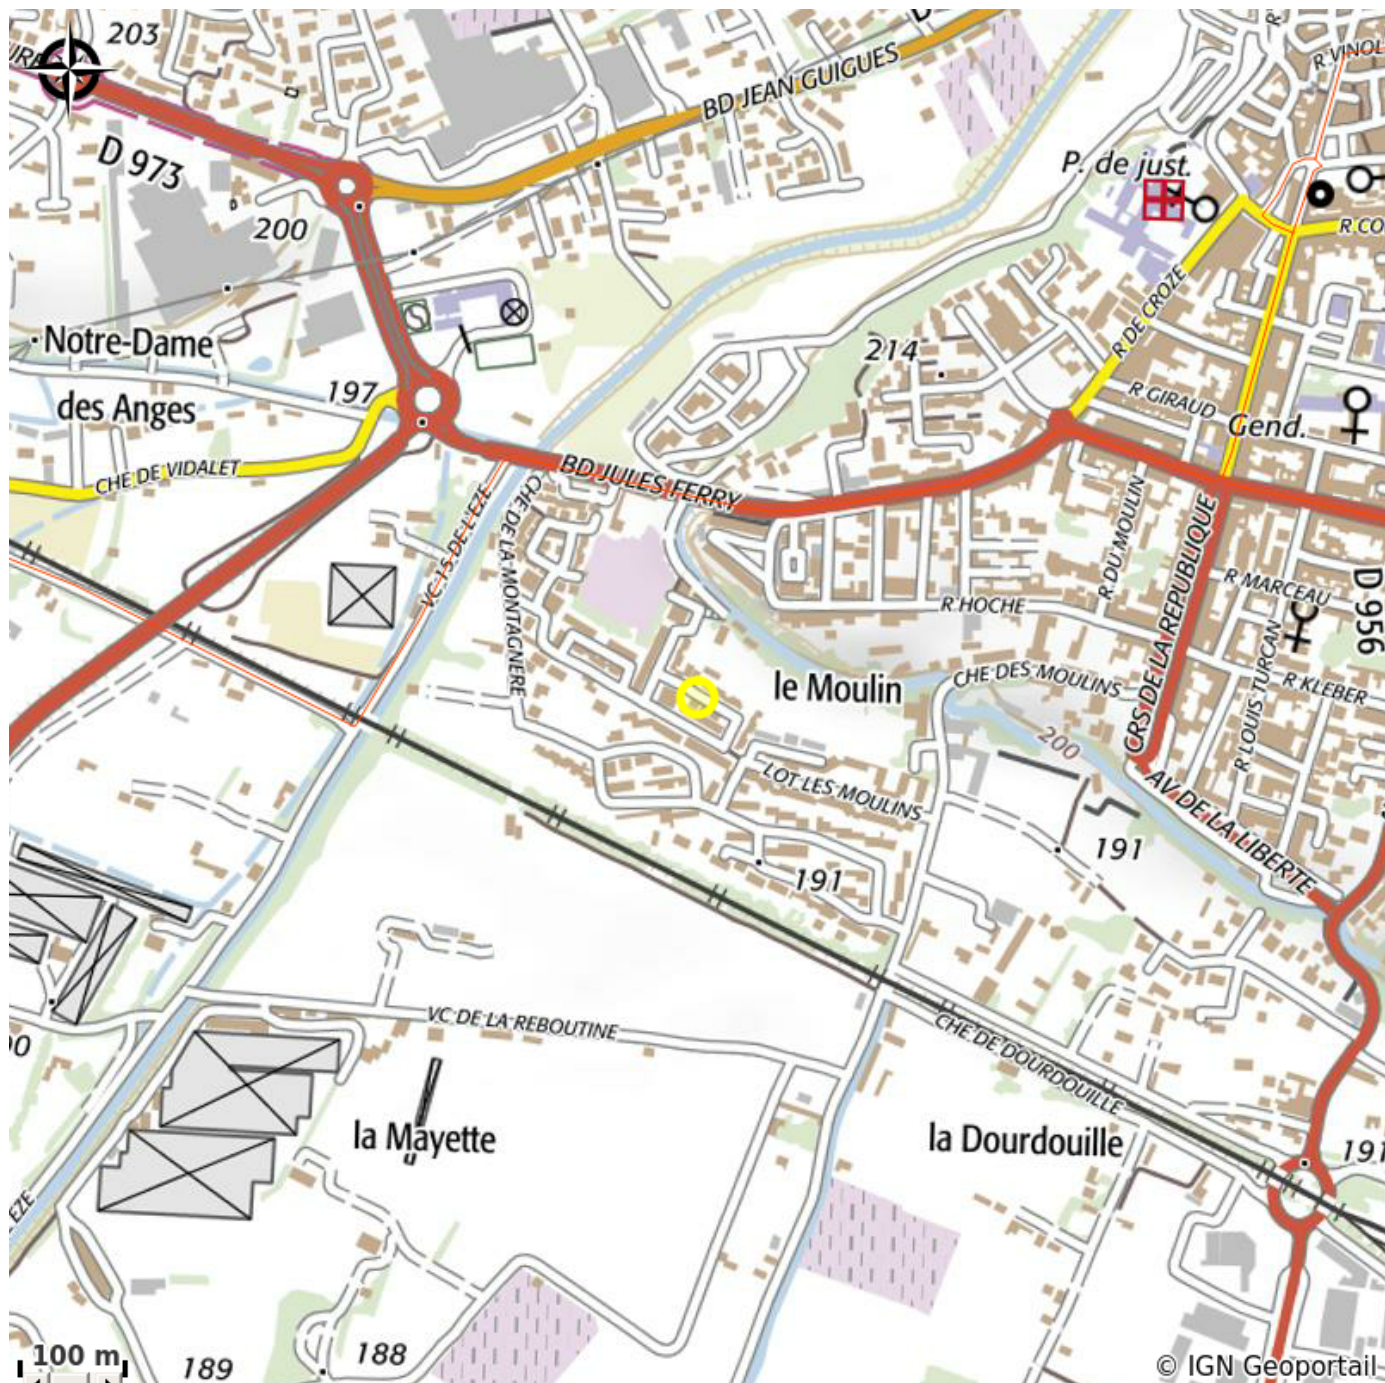 203
BD JEAN GUIGUES
R VINOL
D 973
P. de just.
200
R CO
Notre-Dame
des Anges
197
214
R DE CROZE
R GIRAUD
Gend.
CHE DE VIDALET
BD JULES FERRY
VC 15 DE L'EZE
CHE DE LA MONTAGNERE
R DU MOULIN
CRS DE LA REPUBLIQUE
R MARCEAU
D 956
R HOCHE
le Moulin
CHE DES MOULINS
R LOUIS TURCAN
R KLEBER
200
LOT LES MOULINS
AV DE LA LIBERTE
191
191
VC DE LA REBOUTINE
CHE DE DOURDOUILLE
la Mayette
la Dourdouille
191
EZE
188
189
100 m
© IGN Geoportail